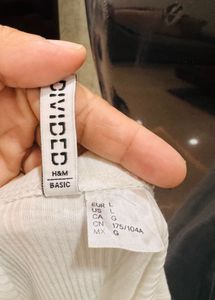 DIVIDED
H&M
BASIC
EUR L
US L
CA G
CN 175/104A
MX G